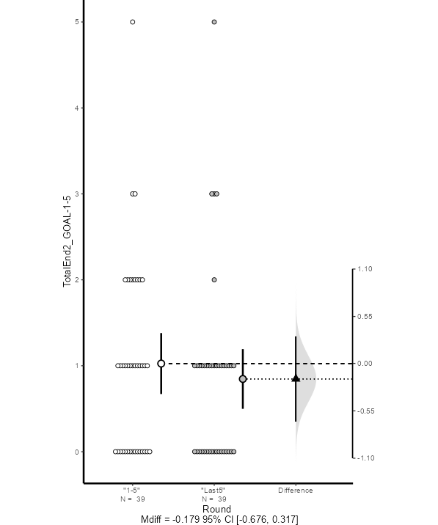 5
4
3
2
1
0
TotalEnd2_GOAL-1-5
1.10
0.55
0.00
-0.55
-1.10
"1-5"
N = 39
"Last5"
N = 39
Difference
Round
Mdiff = -0.179 95% CI [-0.676, 0.317]